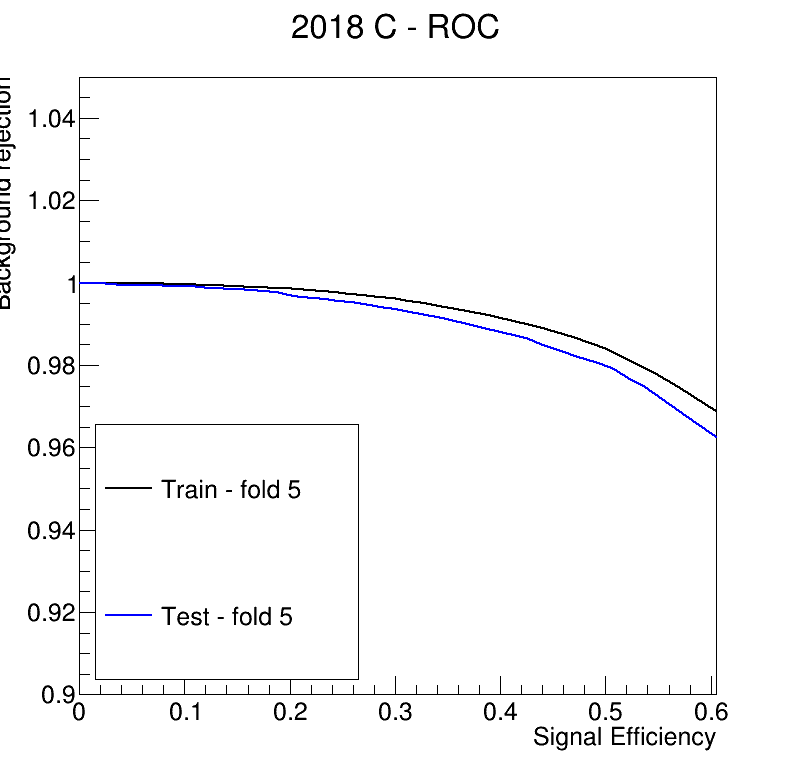 2018 C - ROC
Background rejection
1.04
1.02
1
0.98
0.96
0.94
0.92
0.9
Train - fold 5
Test - fold 5
0 0.1 0.2 0.3 0.4 0.5 0.6
Signal Efficiency